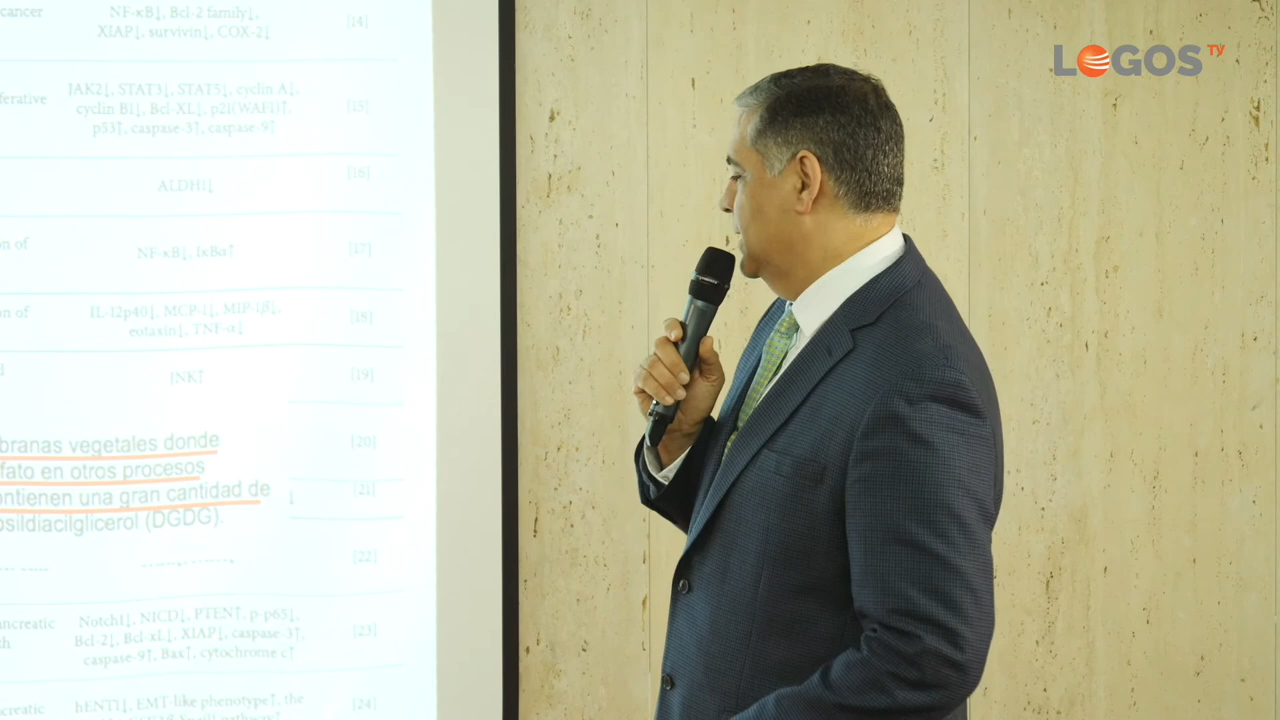 LOGOS TV
cancer
NF-κB↓, Bcl-2 family↓,
XIAP↓, survivin↓, COX-2↓
[14]
ferative
JAK2↓, STAT3↓, STAT5↓, cyclin A↓,
cyclin B1↓, Bcl-XL↓, p21(WAF1)↑,
p53↑, caspase-3↑, caspase-9↑
[15]
ALDH1↓
[16]
on of
NF-κB↓, IκBα↑
[17]
on of
IL-12p40↓, MCP-1↓, MIP-1β↓,
eotaxin↓, TNF-α↓
[18]
JNK↑
[19]
branas vegetales donde
fato en otros procesos
ontienen una gran cantidad de
osildiacilglicerol (DGDG).
[20]
↓ [21]
[22]
ancreatic
th
Notch1↓, NICD↓, PTEN↑, p-p65↓,
Bcl-2↓, Bcl-xL↓, XIAP↓, caspase-3↑,
caspase-9↑, Bax↑, cytochrome c↑
[23]
creatic
hENT1↓, EMT-like phenotype↑, the
[24]